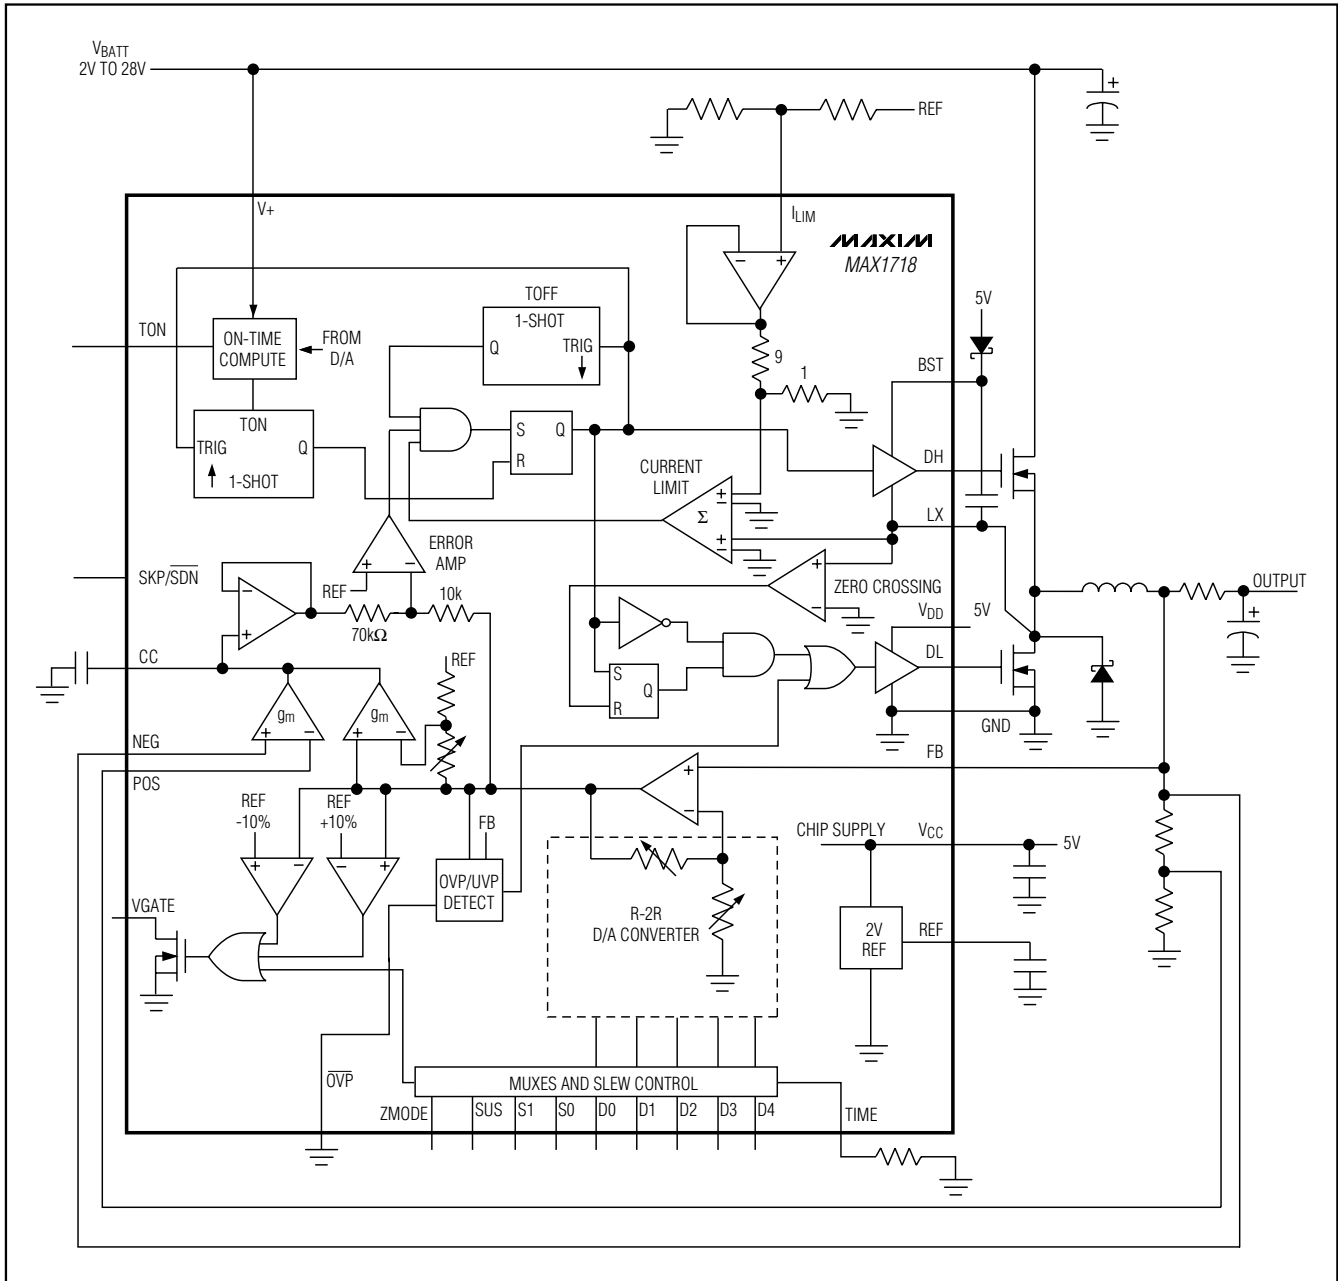 VBATT
2V TO 28V
REF
V+
ILIM
MAXIM
MAX1718
− +
TOFF
1-SHOT
Q TRIG
5V
TON
ON-TIME
COMPUTE
FROM
D/A
9
1
BST
TON
TRIG Q
1-SHOT
S Q
R
DH
CURRENT
LIMIT
+
−
Σ
+
−
LX
ERROR
AMP
+ −
REF
SKP/SDN
−
+
70kΩ
10k
+
−
ZERO CROSSING
VDD
5V
OUTPUT
+
+
CC
REF
DL
S
Q
R
gm
gm
+ −
+ −
NEG
GND
POS
FB
+
−
REF
-10%
REF
+10%
FB
+ −
− +
OVP/UVP
DETECT
CHIP SUPPLY
VCC
5V
VGATE
R-2R
D/A CONVERTER
2V
REF
REF
OVP
MUXES AND SLEW CONTROL
ZMODE SUS S1 S0 D0 D1 D2 D3 D4
TIME